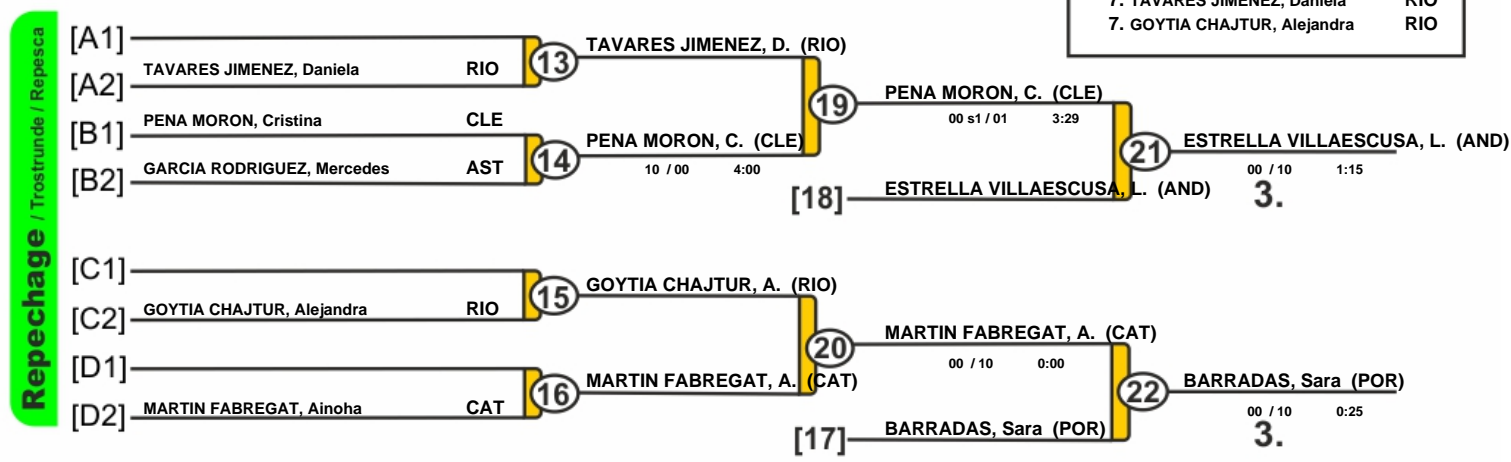 7. TAVARES JIMENEZ, Daniela RIO
7. GOYTIA CHAJTUR, Alejandra RIO
Repechage / Trostrunde / Repesca
[A1]
TAVARES JIMENEZ, D. (RIO)
TAVARES JIMENEZ, Daniela RIO
13
[A2]
PENA MORON, C. (CLE)
19
[B1] PENA MORON, Cristina CLE
00 s1 / 01 3:29
PENA MORON, C. (CLE)
ESTRELLA VILLAESCUSA, L. (AND)
14
21
GARCIA RODRIGUEZ, Mercedes AST
10 / 00 4:00
00 / 10 1:15
[B2]
ESTRELLA VILLAESCUSA, L. (AND)
[18]
3.
[C1]
GOYTIA CHAJTUR, A. (RIO)
15
GOYTIA CHAJTUR, Alejandra RIO
[C2]
MARTIN FABREGAT, A. (CAT)
20
00 / 10 0:00
[D1]
MARTIN FABREGAT, A. (CAT)
BARRADAS, Sara (POR)
16
22
[D2] MARTIN FABREGAT, Ainoha CAT
00 / 10 0:25
BARRADAS, Sara (POR)
[17]
3.